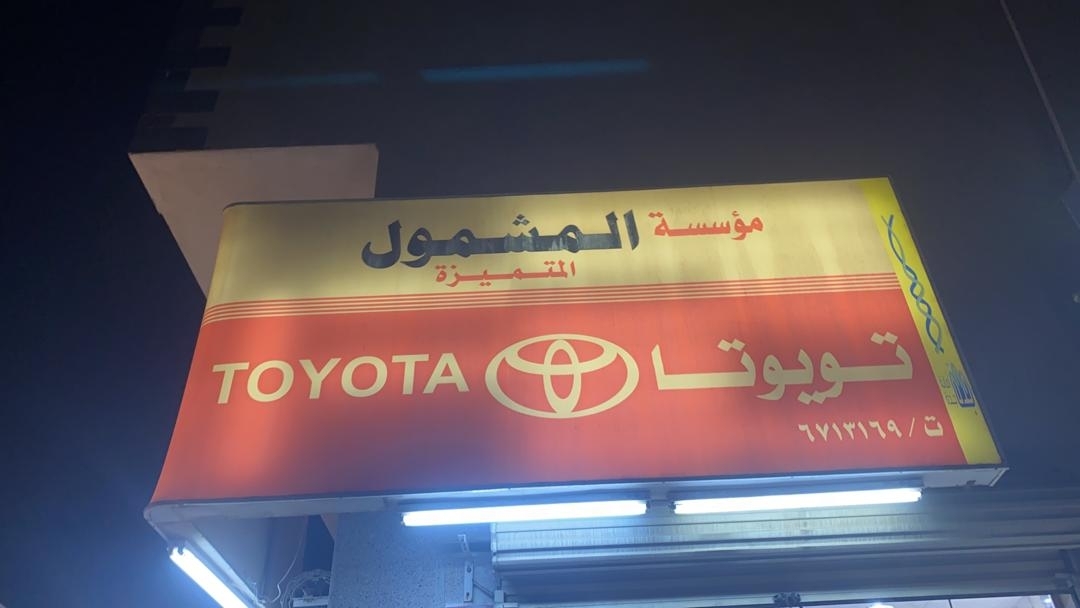 مؤسسة المشمول
المتميزة
تويوتا TOYOTA
ت / ٦٧١٣١٦٩